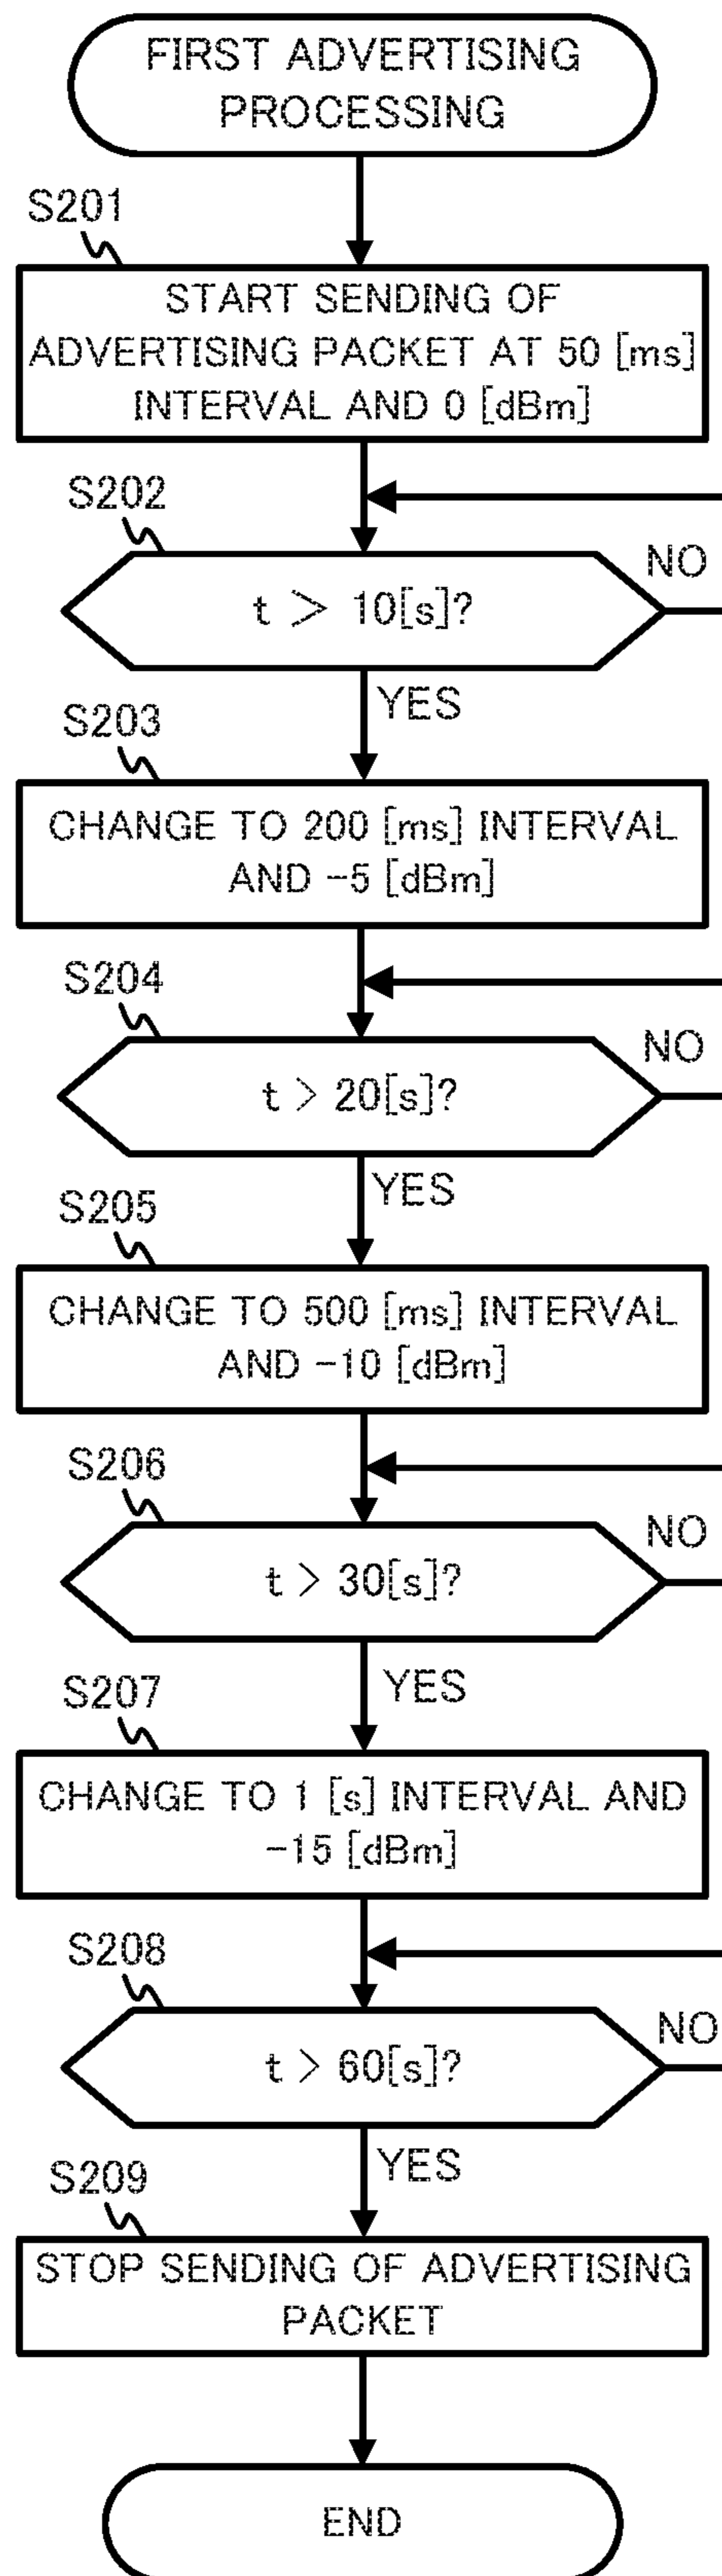 FIRST ADVERTISING
PROCESSING
S201
START SENDING OF
ADVERTISING PACKET AT 50 [ms]
INTERVAL AND 0 [dBm]
S202
t > 10[s]?
NO
YES
S203
CHANGE TO 200 [ms] INTERVAL
AND -5 [dBm]
S204
t > 20[s]?
NO
YES
S205
CHANGE TO 500 [ms] INTERVAL
AND -10 [dBm]
S206
t > 30[s]?
NO
YES
S207
CHANGE TO 1 [s] INTERVAL AND
-15 [dBm]
S208
t > 60[s]?
NO
YES
S209
STOP SENDING OF ADVERTISING
PACKET
END